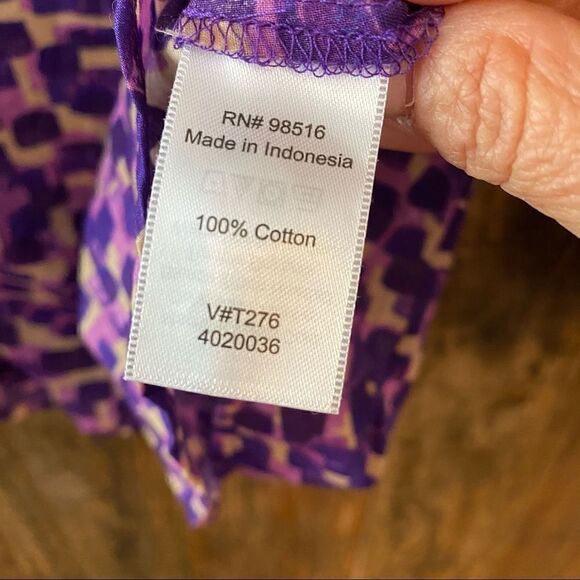 RN# 98516
Made in Indonesia
100% Cotton
V#T276
4020036